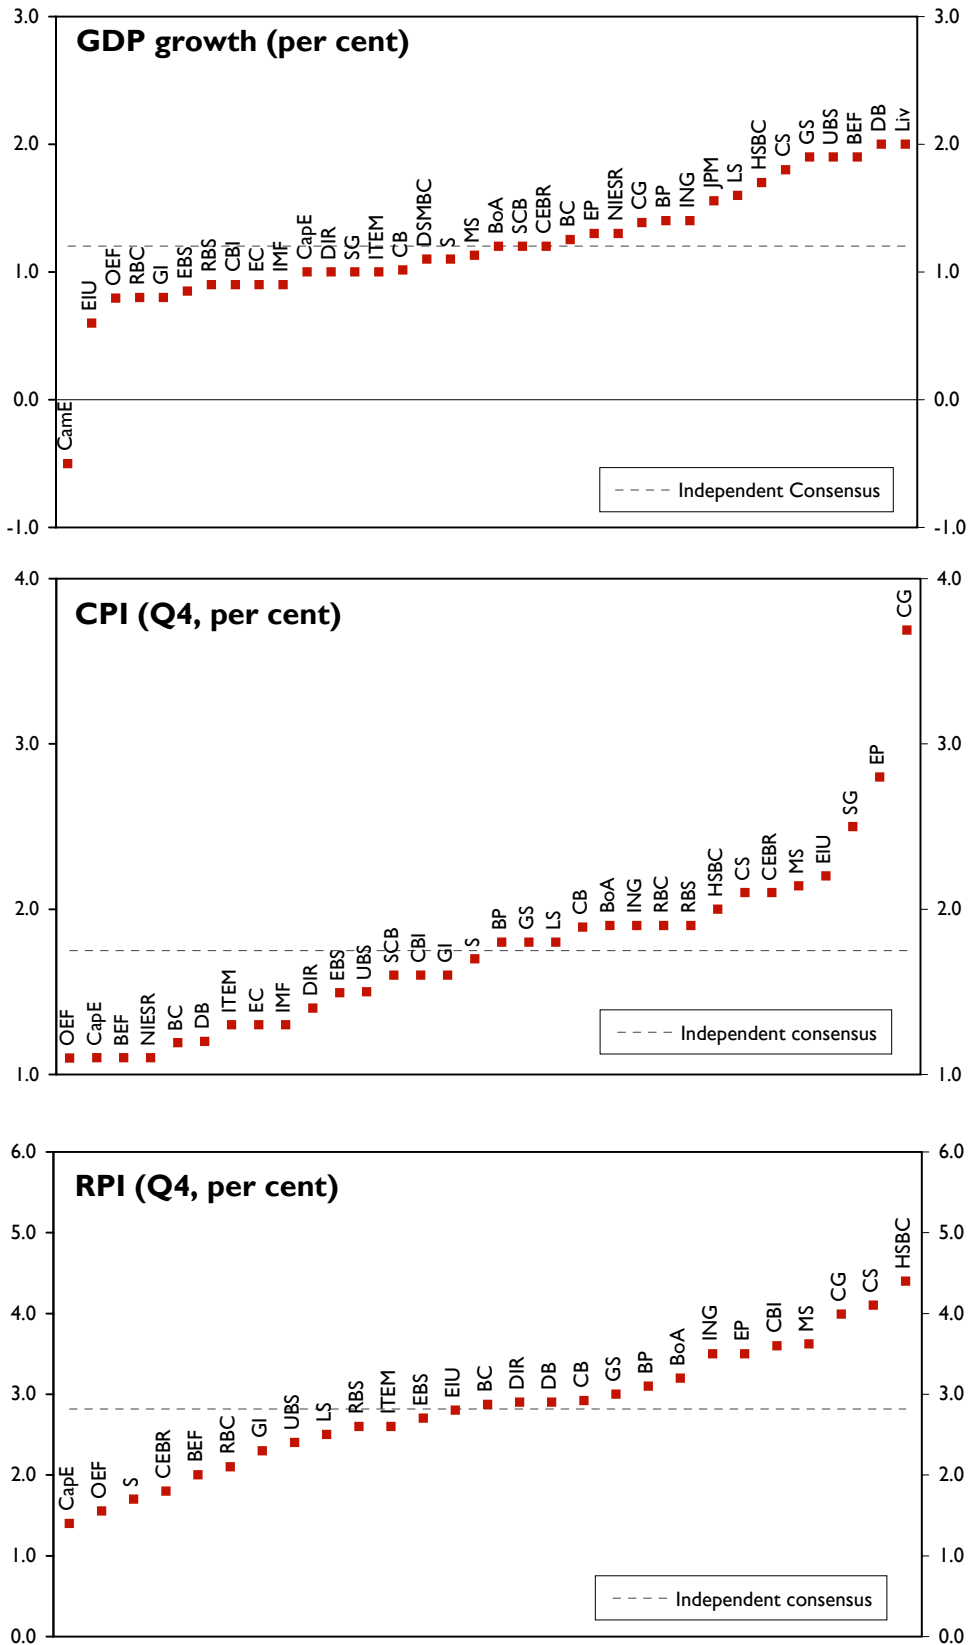 GDP growth (per cent)
3.0 3.0
2.0 2.0
1.0 1.0
0.0 0.0
-1.0 -1.0
CamE EIU OEF RBC GI EBS RBS CBI EC IMF CapE DIR SG ITEM CB DSMBC S MS BoA SCB CEBR BC EP NIESR CG BP ING JPM LS HSBC CS GS UBS BEF DB Liv
Independent Consensus
CPI (Q4, per cent)
4.0 4.0
3.0 3.0
2.0 2.0
1.0 1.0
OEF CapE BEF NIESR BC DB ITEM EC IMF DIR EBS UBS SCB CBI GI S BP GS LS CB BoA ING RBC RBS HSBC CS CEBR MS EIU SG EP CG
Independent consensus
RPI (Q4, per cent)
6.0 6.0
5.0 5.0
4.0 4.0
3.0 3.0
2.0 2.0
1.0 1.0
0.0 0.0
CapE OEF S CEBR BEF RBC GI UBS LS RBS ITEM EBS EIU BC DIR DB CB GS BP BoA ING EP CBI MS CG CS HSBC
Independent consensus